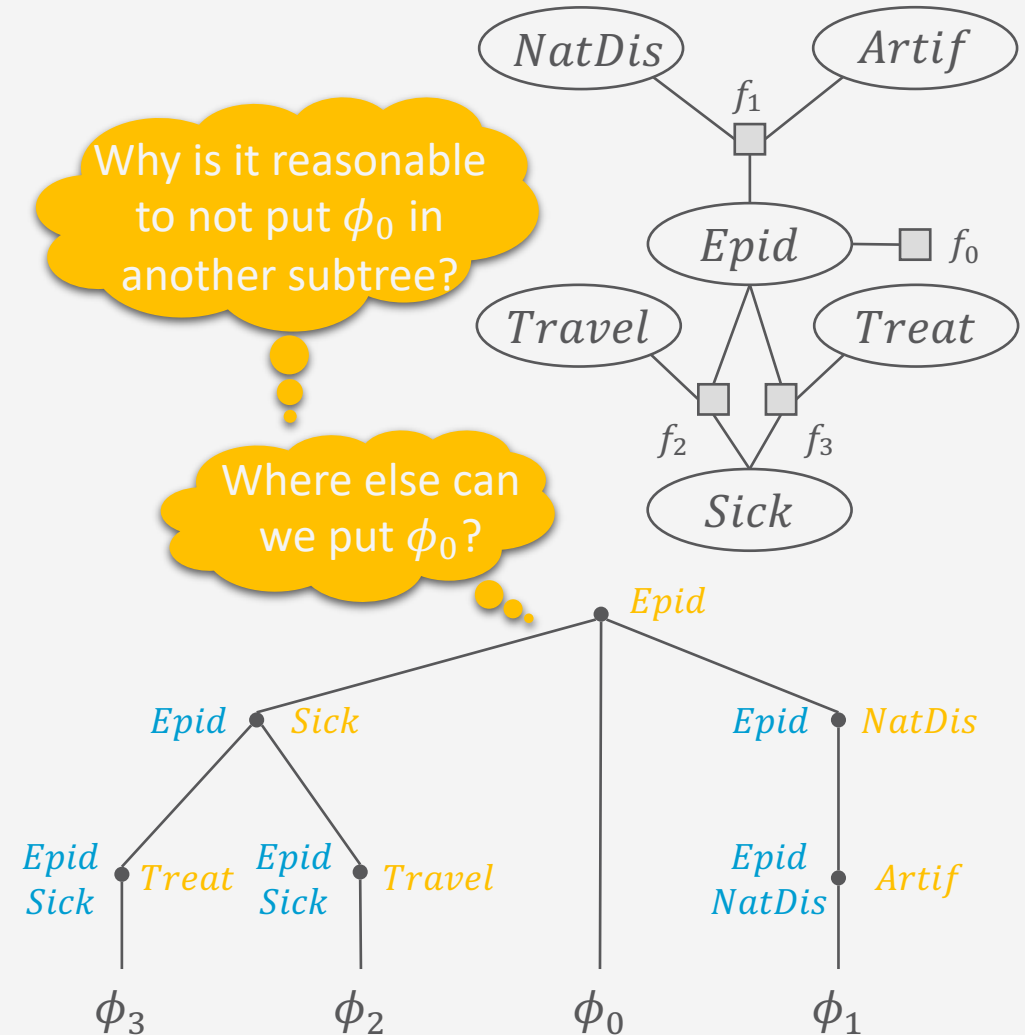 NatDis
Artif
f₁
Why is it reasonable
to not put ϕ₀ in
another subtree?
Epid
f₀
Travel
Treat
f₂
f₃
Where else can
we put ϕ₀?
Sick
Epid
Epid
Sick
Epid
NatDis
Epid
Sick
Treat
Epid
Sick
Travel
Epid
NatDis
Artif
ϕ₃
ϕ₂
ϕ₀
ϕ₁